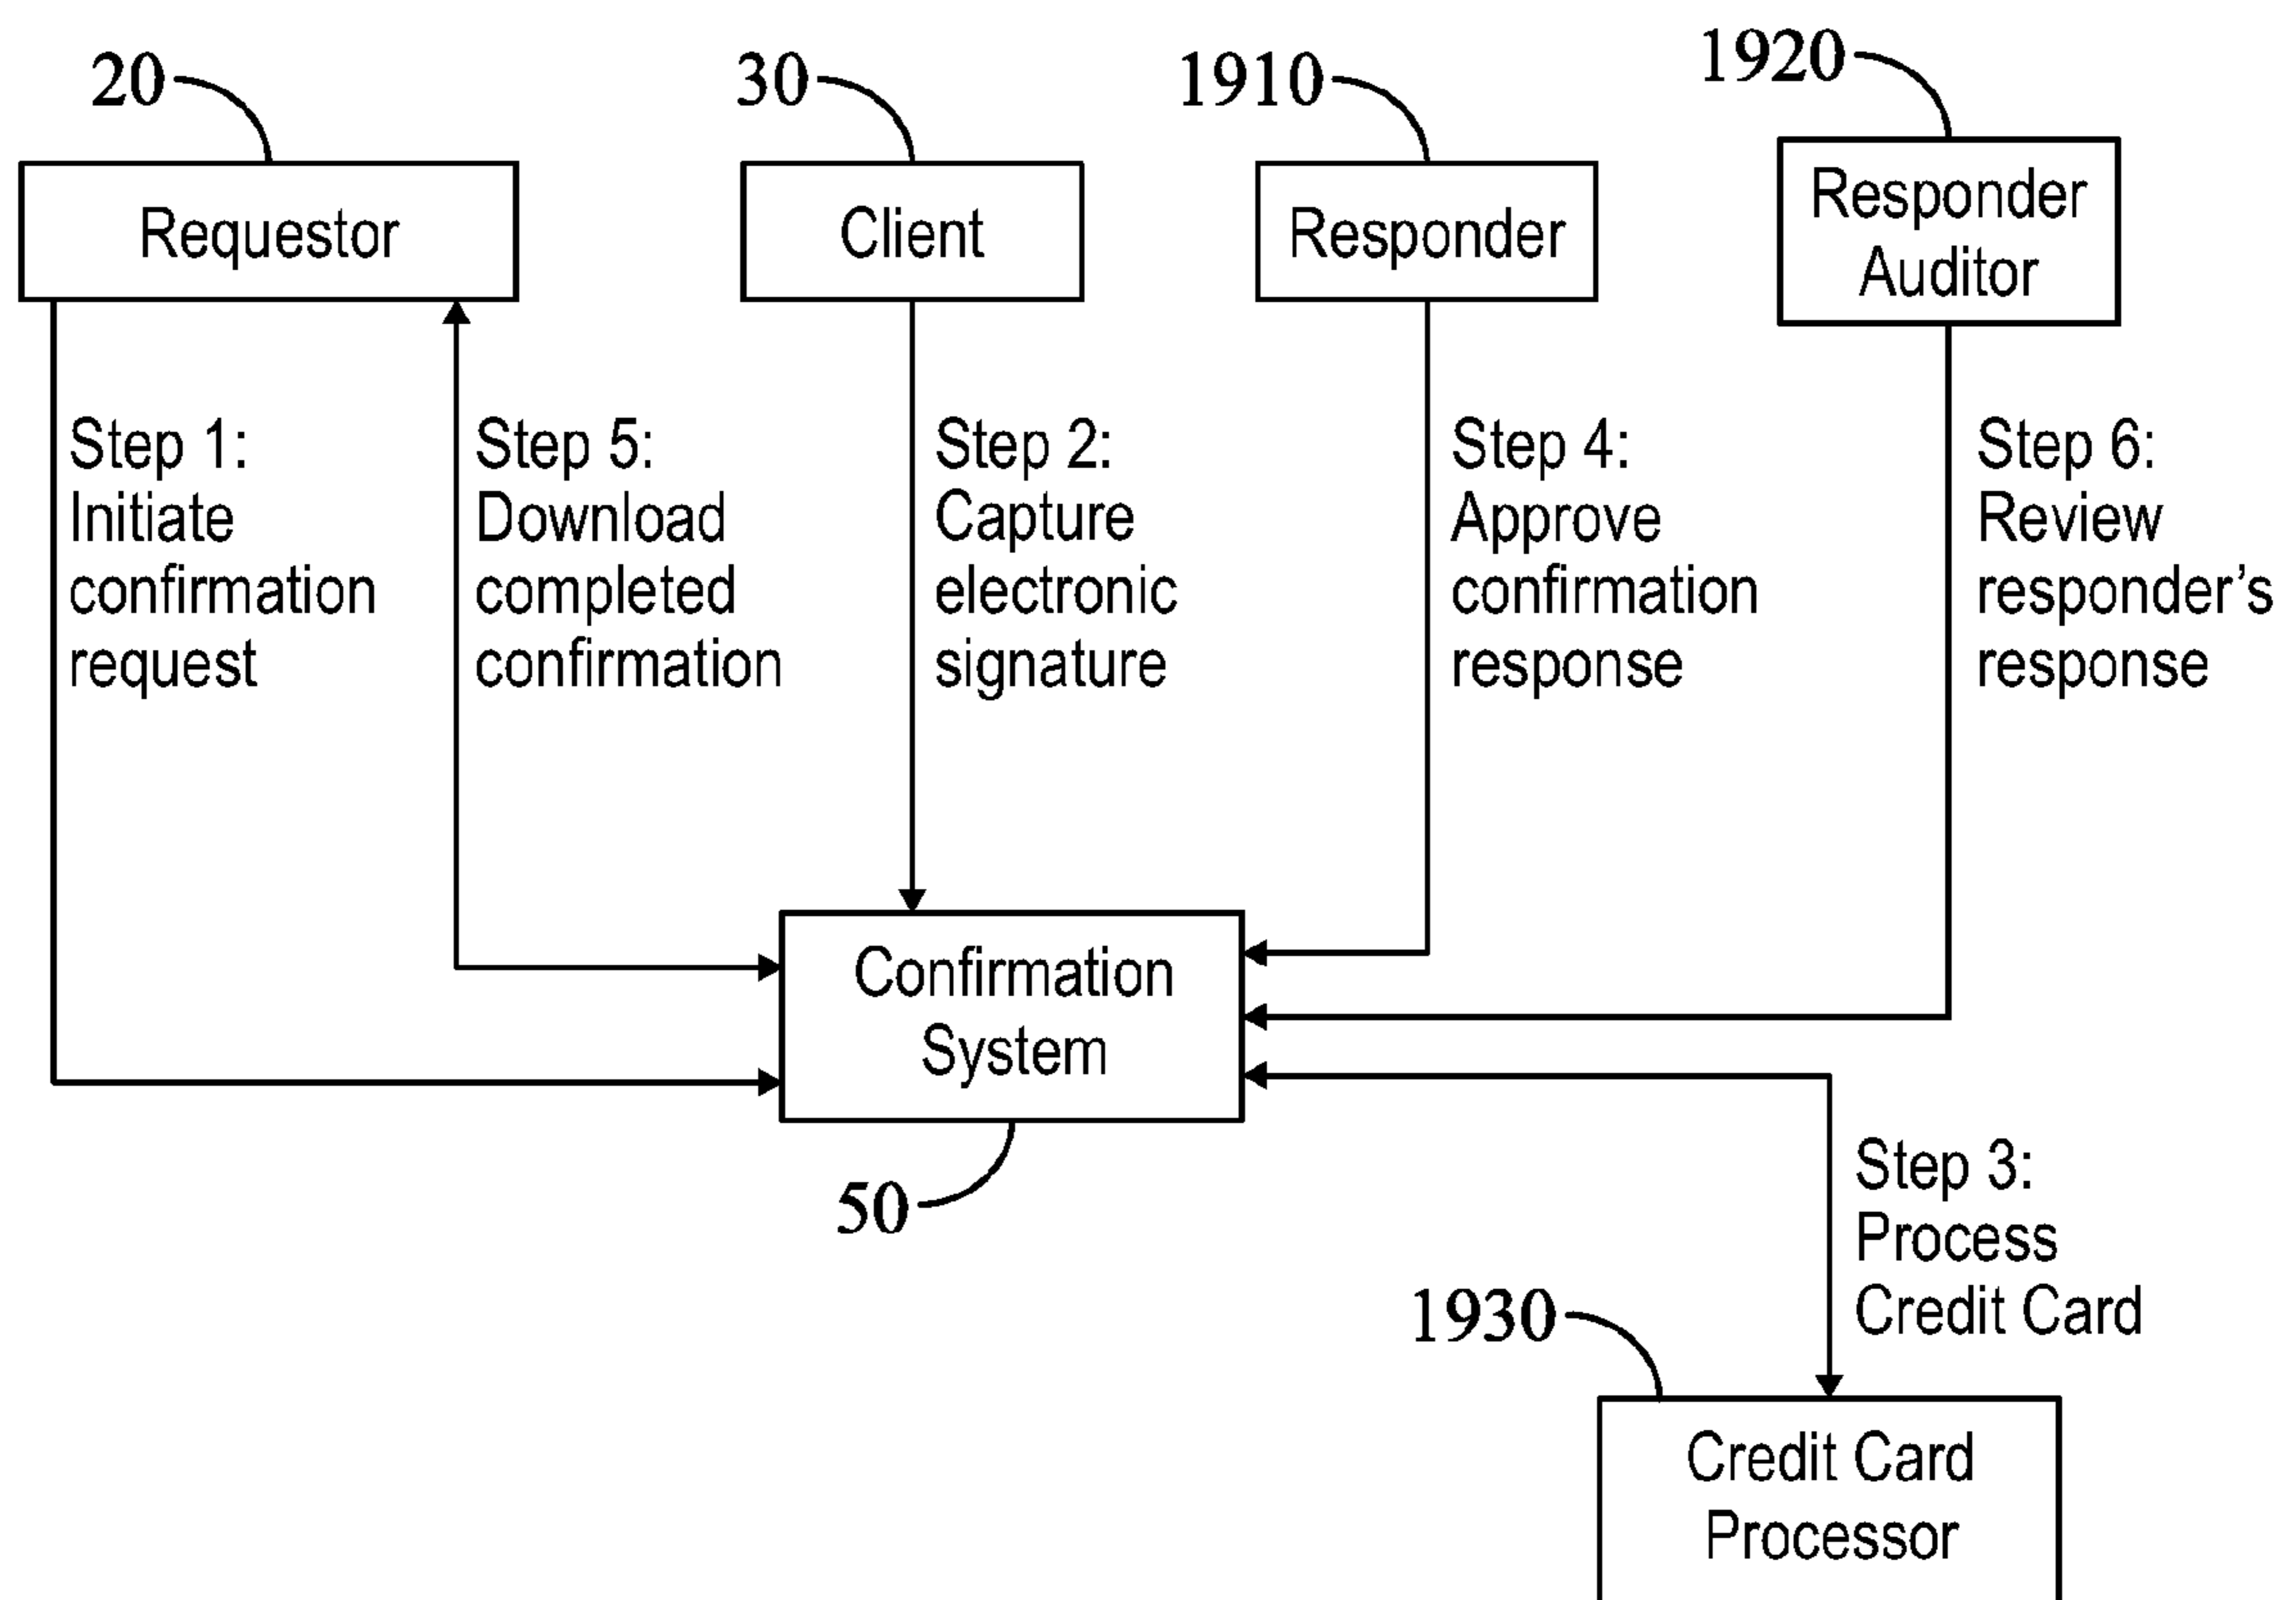 20
30
1910
1920
Requestor
Client
Responder
Responder
Auditor
Step 1:
Initiate
confirmation
request
Step 5:
Download
completed
confirmation
Step 2:
Capture
electronic
signature
Step 4:
Approve
confirmation
response
Step 6:
Review
responder's
response
Confirmation
System
50
Step 3:
Process
Credit Card
1930
Credit Card
Processor